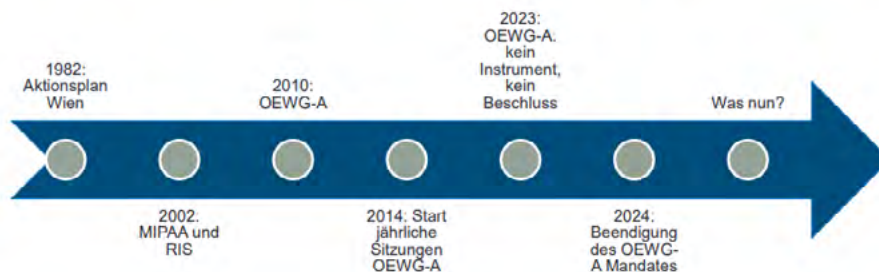 1982:
Aktionsplan
Wien
2002:
MIPAA und
RIS
2010:
OEWG-A
2014: Start
jährliche
Sitzungen
OEWG-A
2023:
OEWG-A.
kein
Instrument,
kein
Beschluss
2024:
Beendigung
des OEWG-
A Mandates
Was nun?